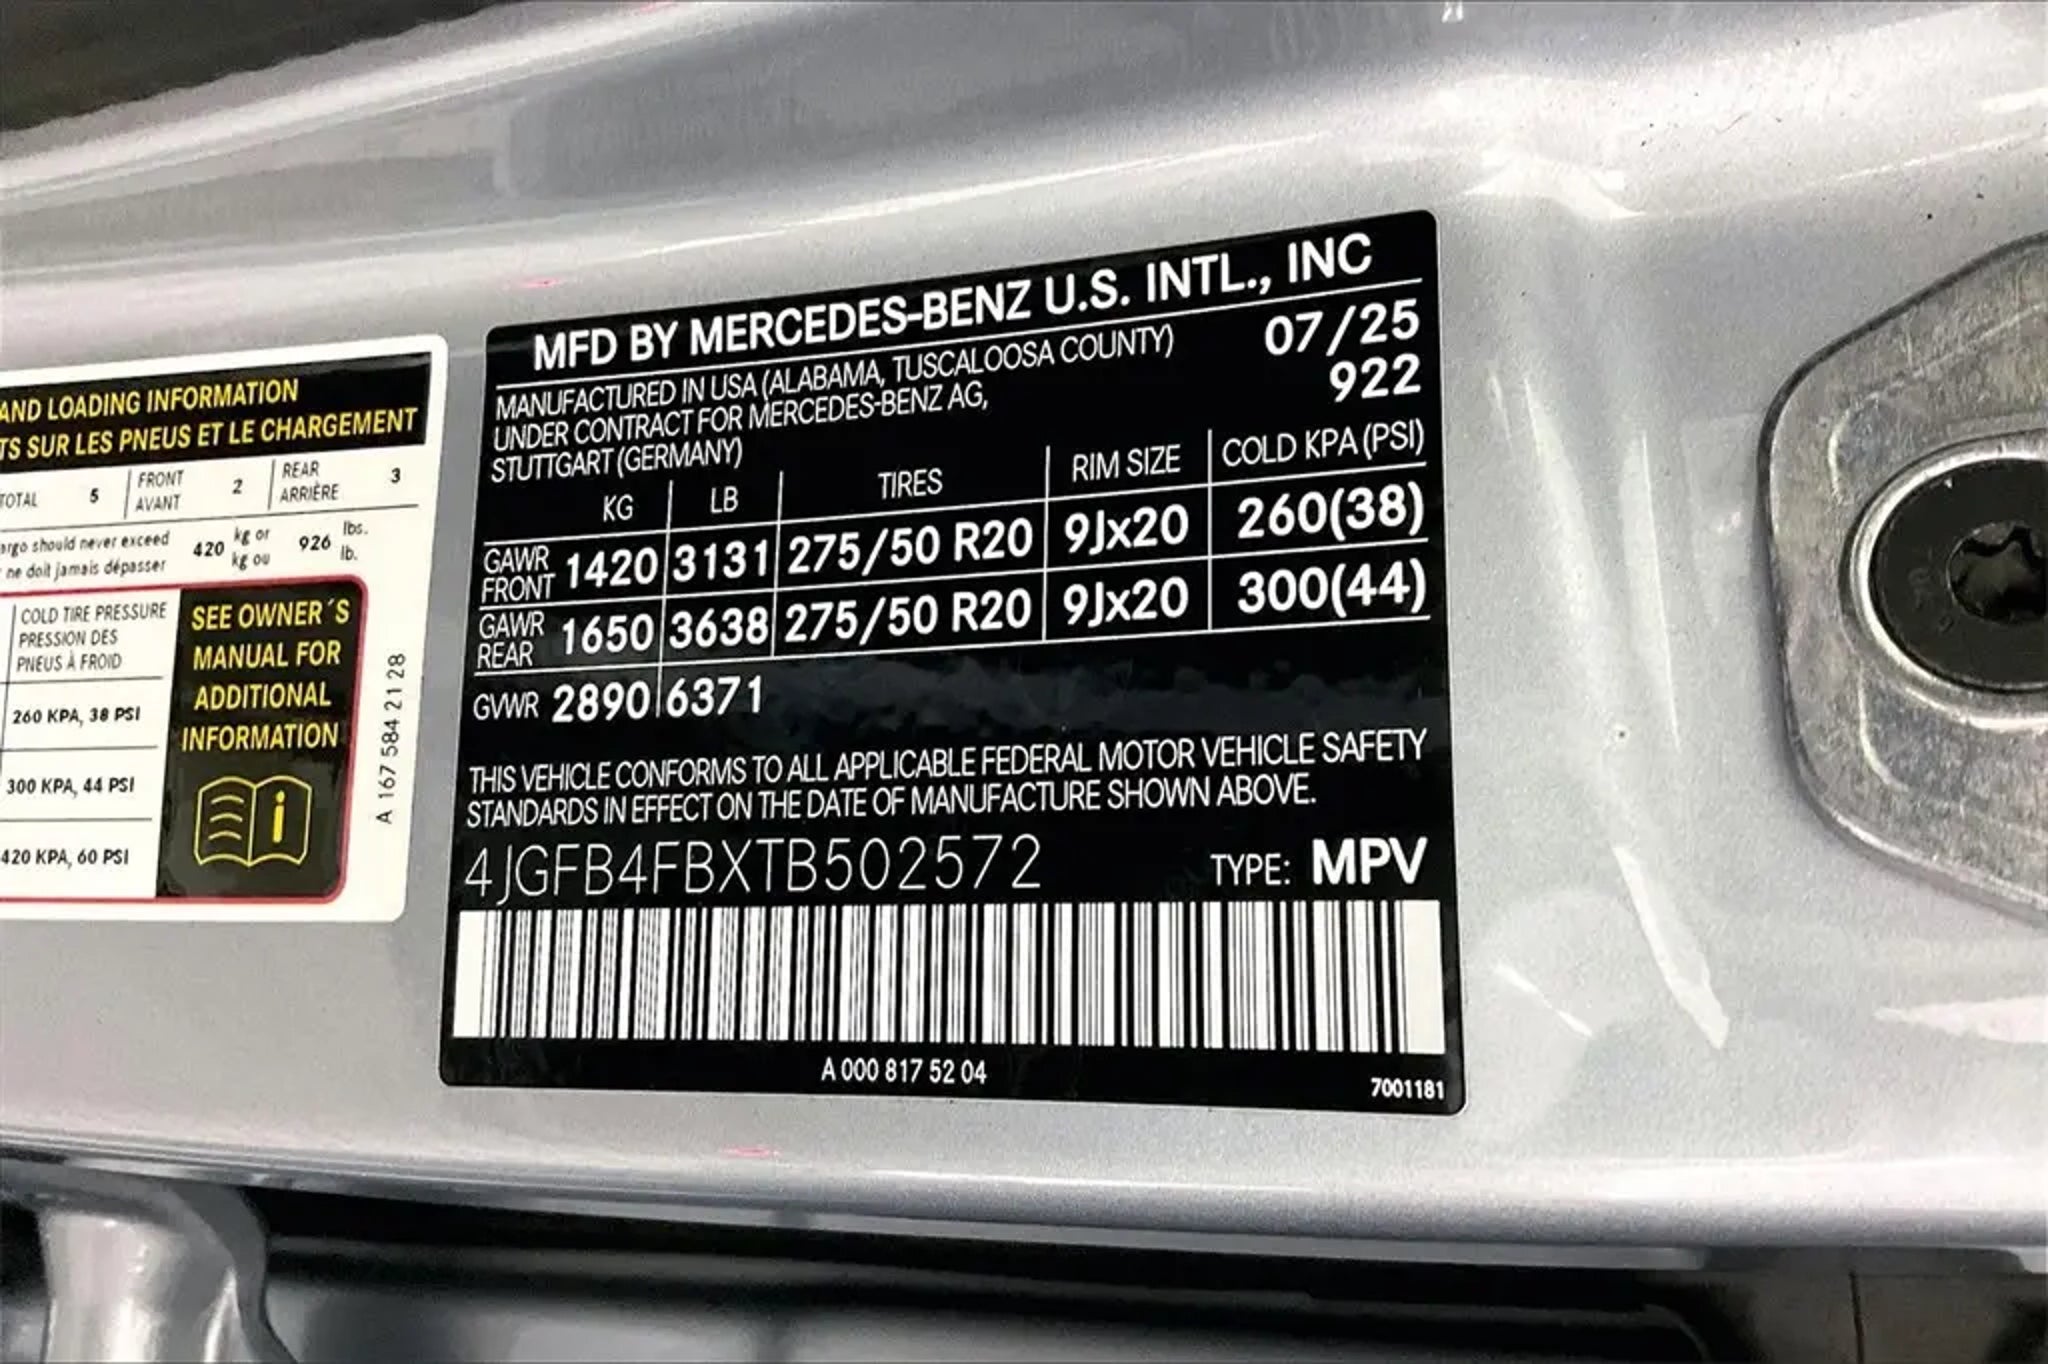 AND LOADING INFORMATION
TS SUR LES PNEUS ET LE CHARGEMENT
TOTAL 5 FRONT AVANT 2 REAR ARRIÈRE 3
should never exceed 420 kg or 926 lbs.
ne doit jamais dépasser kg ou lb.
COLD TIRE PRESSURE
PRESSION DES
PNEUS À FROID
260 KPA, 38 PSI
300 KPA, 44 PSI
420 KPA, 60 PSI
SEE OWNER´S
MANUAL FOR
ADDITIONAL
INFORMATION
i
A 167 584 21 28
MFD BY MERCEDES-BENZ U.S. INTL., INC
MANUFACTURED IN USA (ALABAMA, TUSCALOOSA COUNTY) 07/25
UNDER CONTRACT FOR MERCEDES-BENZ AG, 922
STUTTGART (GERMANY)
KG LB TIRES RIM SIZE COLD KPA (PSI)
GAWR FRONT 1420 3131 275/50 R20 9Jx20 260(38)
GAWR REAR 1650 3638 275/50 R20 9Jx20 300(44)
GVWR 2890 6371
THIS VEHICLE CONFORMS TO ALL APPLICABLE FEDERAL MOTOR VEHICLE SAFETY
STANDARDS IN EFFECT ON THE DATE OF MANUFACTURE SHOWN ABOVE.
4JGFB4FBXTB502572 TYPE: MPV
A 000 817 52 04
7001181